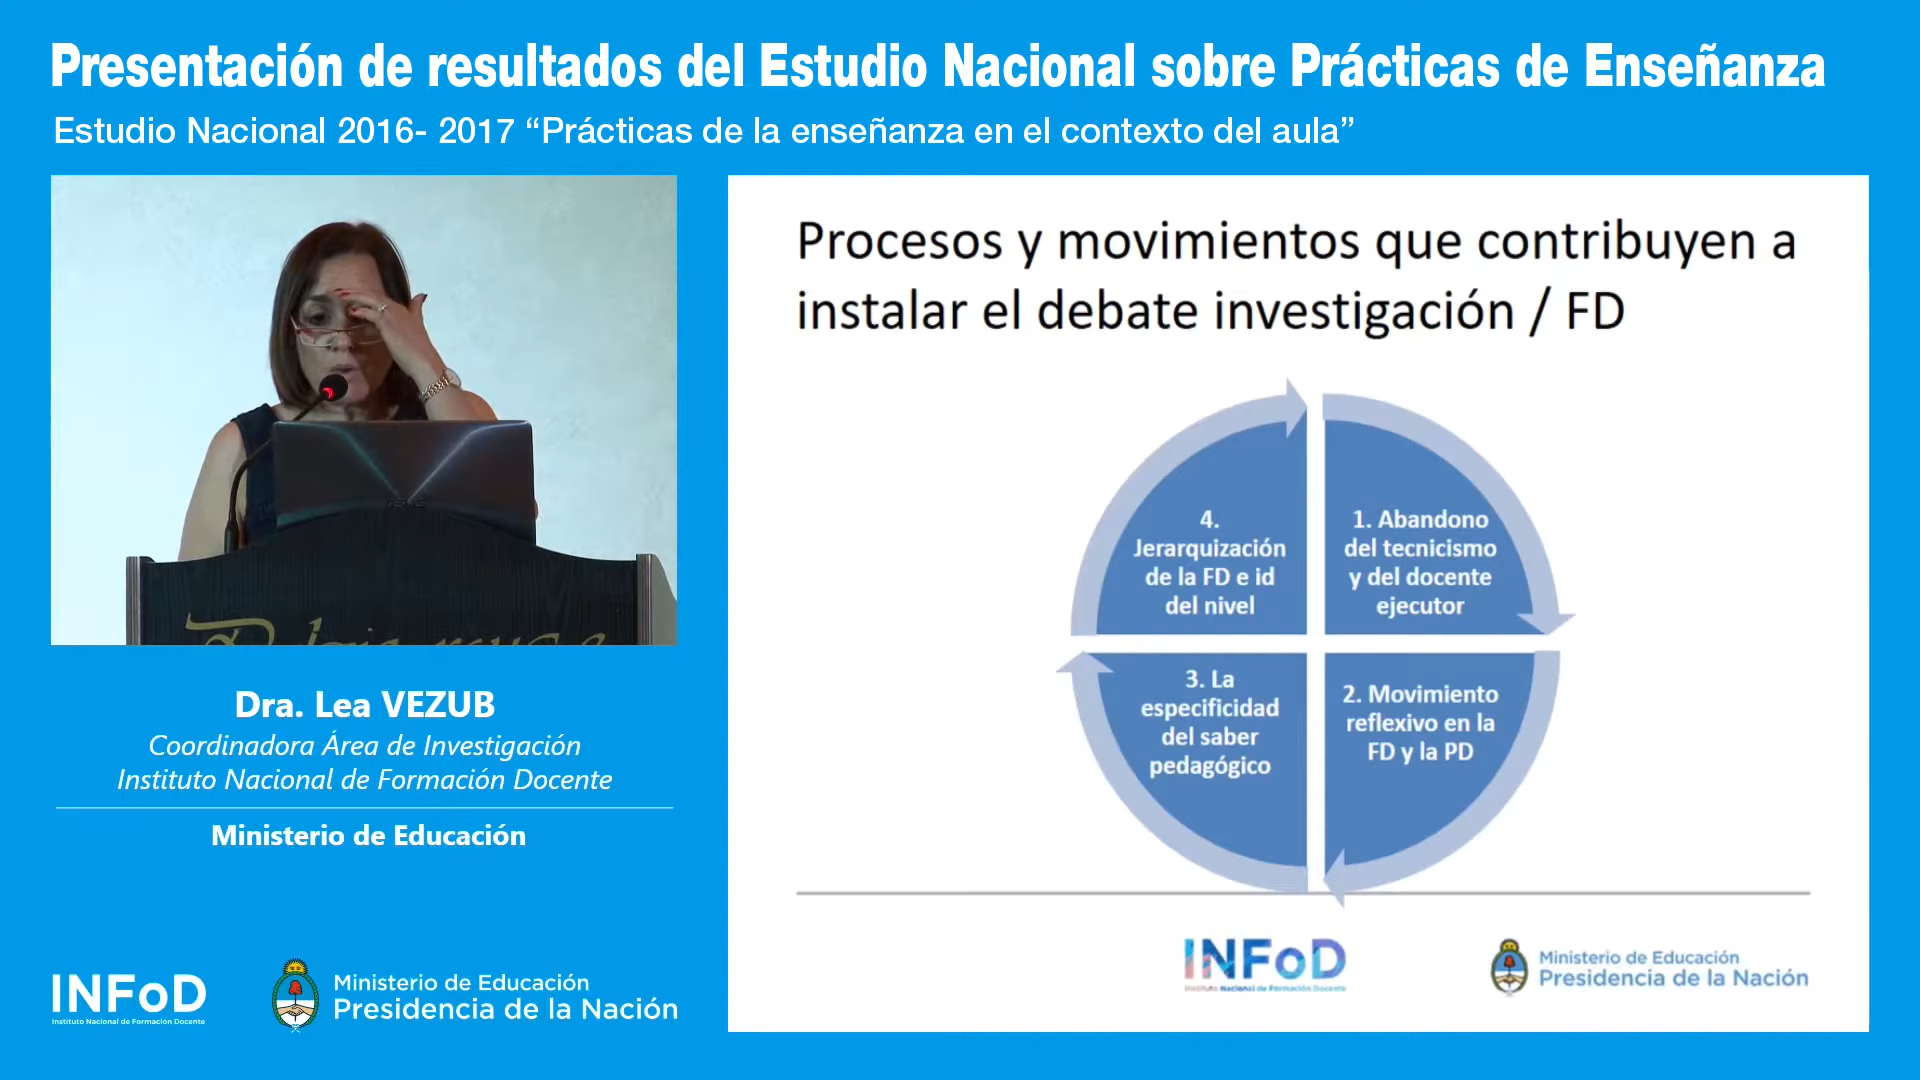 Presentación de resultados del Estudio Nacional sobre Prácticas de Enseñanza
Estudio Nacional 2016- 2017 “Prácticas de la enseñanza en el contexto del aula”
Procesos y movimientos que contribuyen a
instalar el debate investigación / FD
4.
Jerarquización
de la FD e id
del nivel
1. Abandono
del tecnicismo
y del docente
ejecutor
3. La
especificidad
del saber
pedagógico
2. Movimiento
reflexivo en la
FD y la PD
Dra. Lea VEZUB
Coordinadora Área de Investigación
Instituto Nacional de Formación Docente
Ministerio de Educación
INFoD
Instituto Nacional de Formación Docente
Ministerio de Educación
Presidencia de la Nación
INFoD
Instituto Nacional de Formación Docente
Ministerio de Educación
Presidencia de la Nación